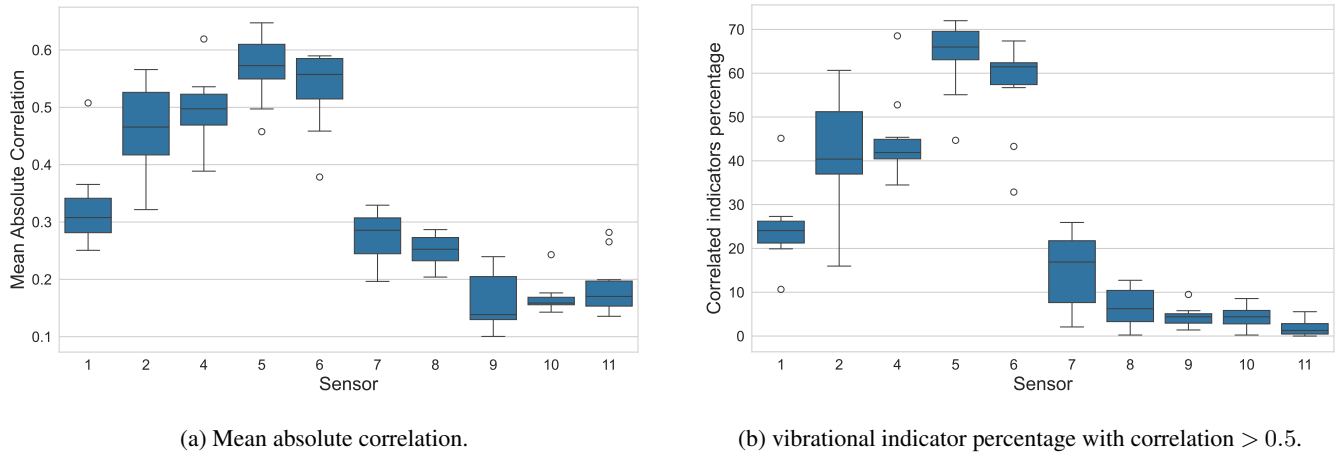 Mean Absolute Correlation
0.6
0.5
0.4
0.3
0.2
0.1
1 2 4 5 6 7 8 9 10 11
Sensor
(a) Mean absolute correlation.
Correlated indicators percentage
70
60
50
40
30
20
10
0
1 2 4 5 6 7 8 9 10 11
Sensor
(b) vibrational indicator percentage with correlation > 0.5.